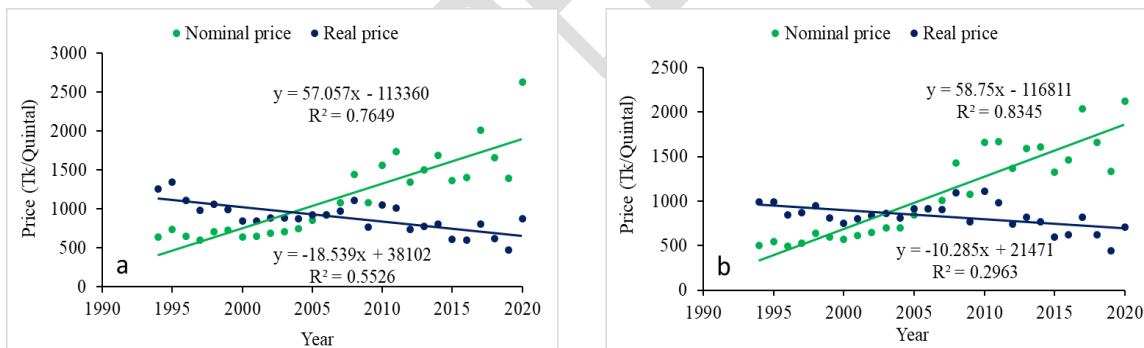 Nominal price Real price
3000
2500
2000
1500
1000
500
0
Price (Tk/Quintal)
y = 57.057x - 113360
R² = 0.7649
y = -18.539x + 38102
R² = 0.5526
a
1990 1995 2000 2005 2010 2015 2020
Year
Nominal price Real price
2500
2000
1500
1000
500
0
Price (Tk/Quintal)
y = 58.75x - 116811
R² = 0.8345
y = -10.285x + 21471
R² = 0.2963
b
1990 1995 2000 2005 2010 2015 2020
Year